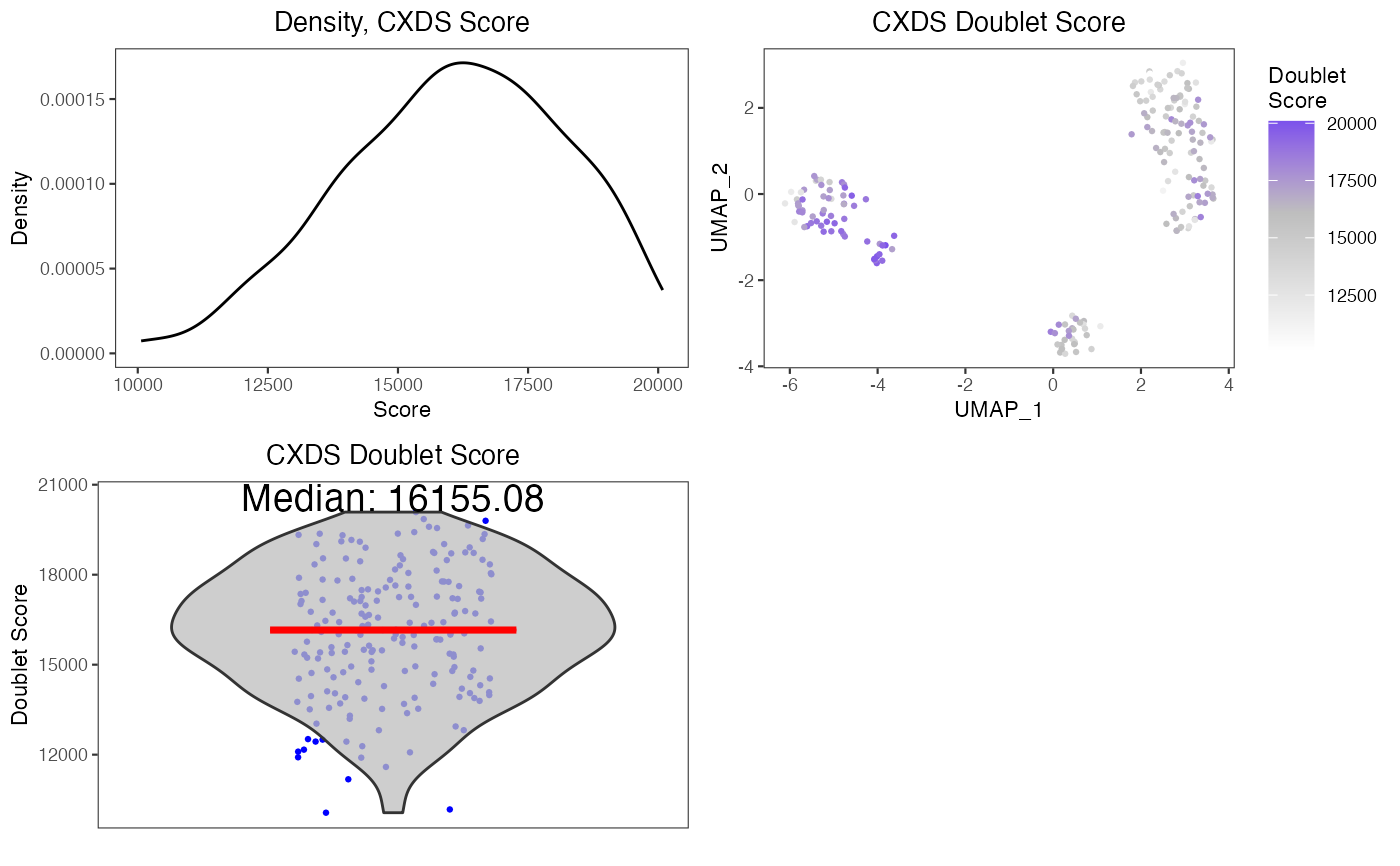 Density, CXDS Score
0.00015
0.00010
0.00005
0.00000
Density
10000 12500 15000 17500 20000
Score
CXDS Doublet Score
2
0
-2
-4
UMAP_2
-6 -4 -2 0 2 4
UMAP_1
Doublet
Score
20000
17500
15000
12500
CXDS Doublet Score
Median: 16155.08
21000
18000
15000
12000
Doublet Score